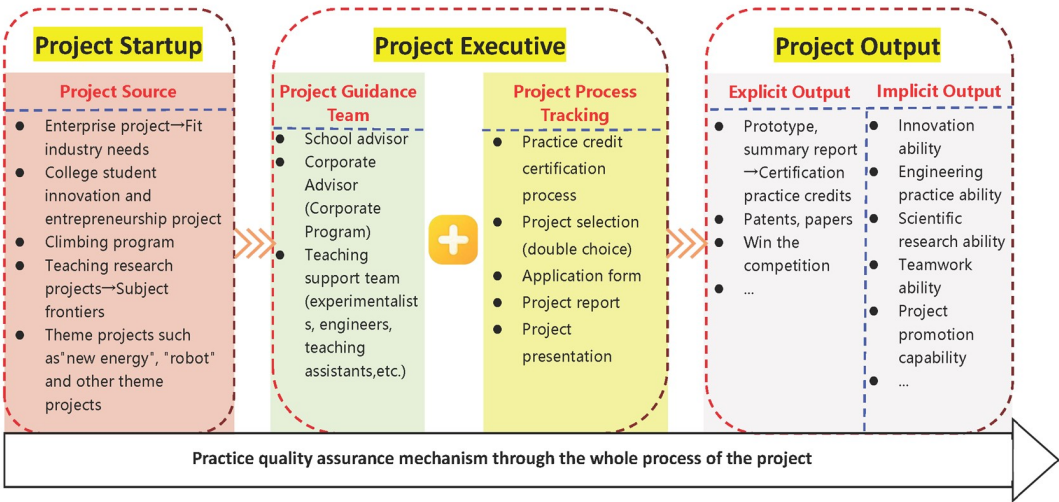 Project Startup
Project Source
● Enterprise project→Fit
industry needs
● College student
innovation and
entrepreneurship project
● Climbing program
● Teaching research
projects→Subject
frontiers
● Theme projects such
as"new energy", "robot"
and other theme
projects
Project Executive
Project Guidance
Team
● School advisor
● Corporate
Advisor
(Corporate
Program)
● Teaching
support team
(experimentalist
s, engineers,
teaching
assistants,etc.)
Project Process
Tracking
● Practice credit
certification
process
● Project selection
(double choice)
● Application form
● Project report
● Project
presentation
Project Output
Explicit Output
● Prototype,
summary report
→Certification
practice credits
● Patents, papers
● Win the
competition
● ...
Implicit Output
● Innovation
ability
● Engineering
practice ability
● Scientific
research ability
● Teamwork
ability
● Project
promotion
capability
● ...
Practice quality assurance mechanism through the whole process of the project